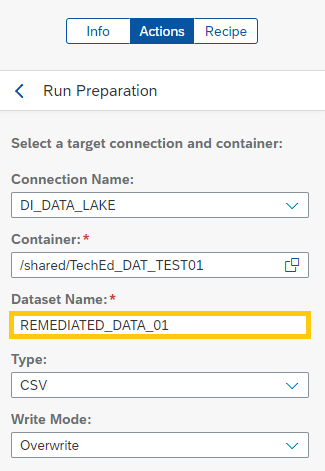 Info Actions Recipe
Run Preparation
Select a target connection and container:
Connection Name:
DI_DATA_LAKE
Container:*
/shared/TechEd_DAT_TEST01
Dataset Name:*
REMEDIATED_DATA_01
Type:
CSV
Write Mode:
Overwrite